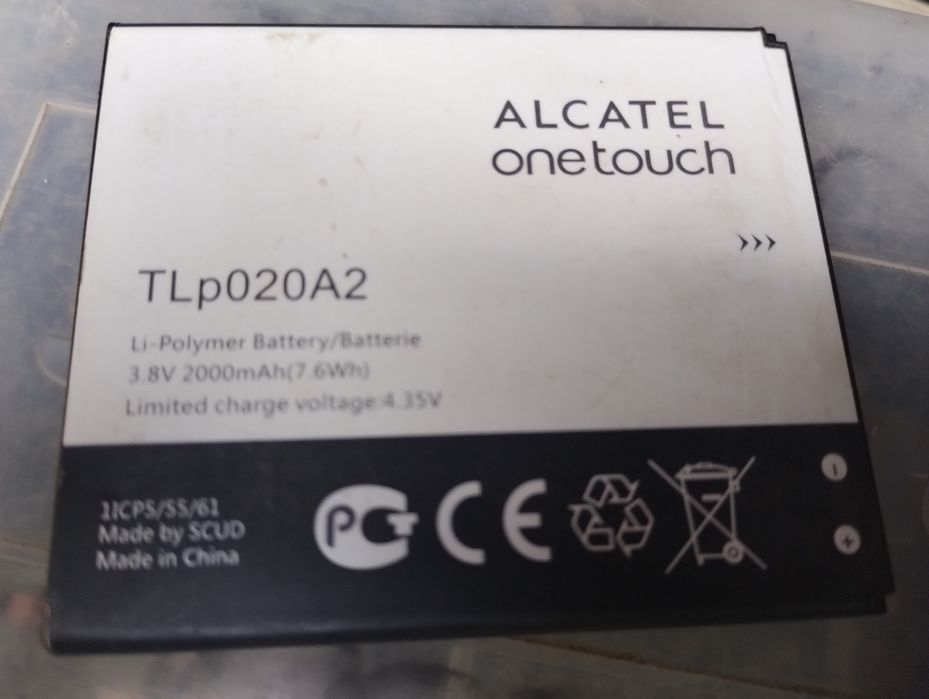 ALCATEL
onetouch
TLp020A2
Li-Polymer Battery/Batterie
3.8V 2000mAh(7.6Wh)
Limited charge voltage:4.35V
1ICP5/55/61
Made by SCUD
Made in China